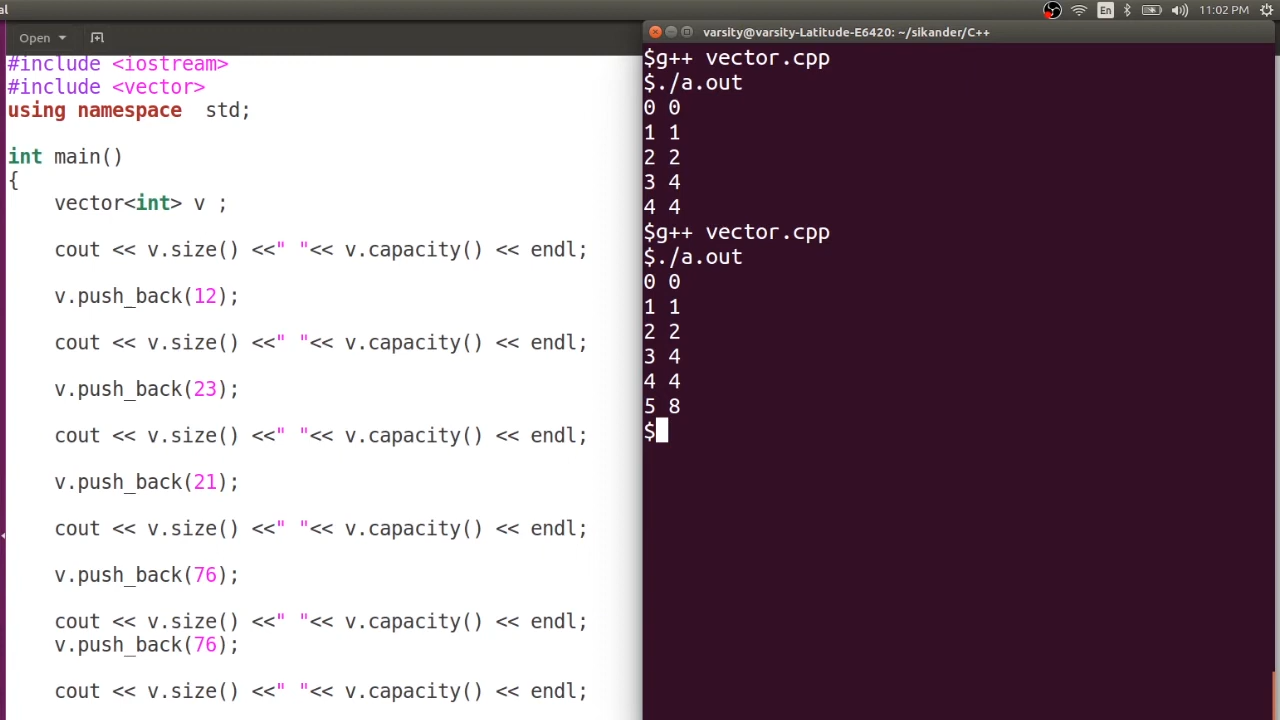 al
En
11:02 PM
Open
varsity@varsity-Latitude-E6420: ~/sikander/C++
#include <iostream>
#include <vector>
using namespace  std;
int main()
{
vector<int> v ;
cout << v.size() <<" "<< v.capacity() << endl;
v.push_back(12);
cout << v.size() <<" "<< v.capacity() << endl;
v.push_back(23);
cout << v.size() <<" "<< v.capacity() << endl;
v.push_back(21);
cout << v.size() <<" "<< v.capacity() << endl;
v.push_back(76);
cout << v.size() <<" "<< v.capacity() << endl;
v.push_back(76);
cout << v.size() <<" "<< v.capacity() << endl;
$g++ vector.cpp
$./a.out
0 0
1 1
2 2
3 4
4 4
$g++ vector.cpp
$./a.out
0 0
1 1
2 2
3 4
4 4
5 8
$